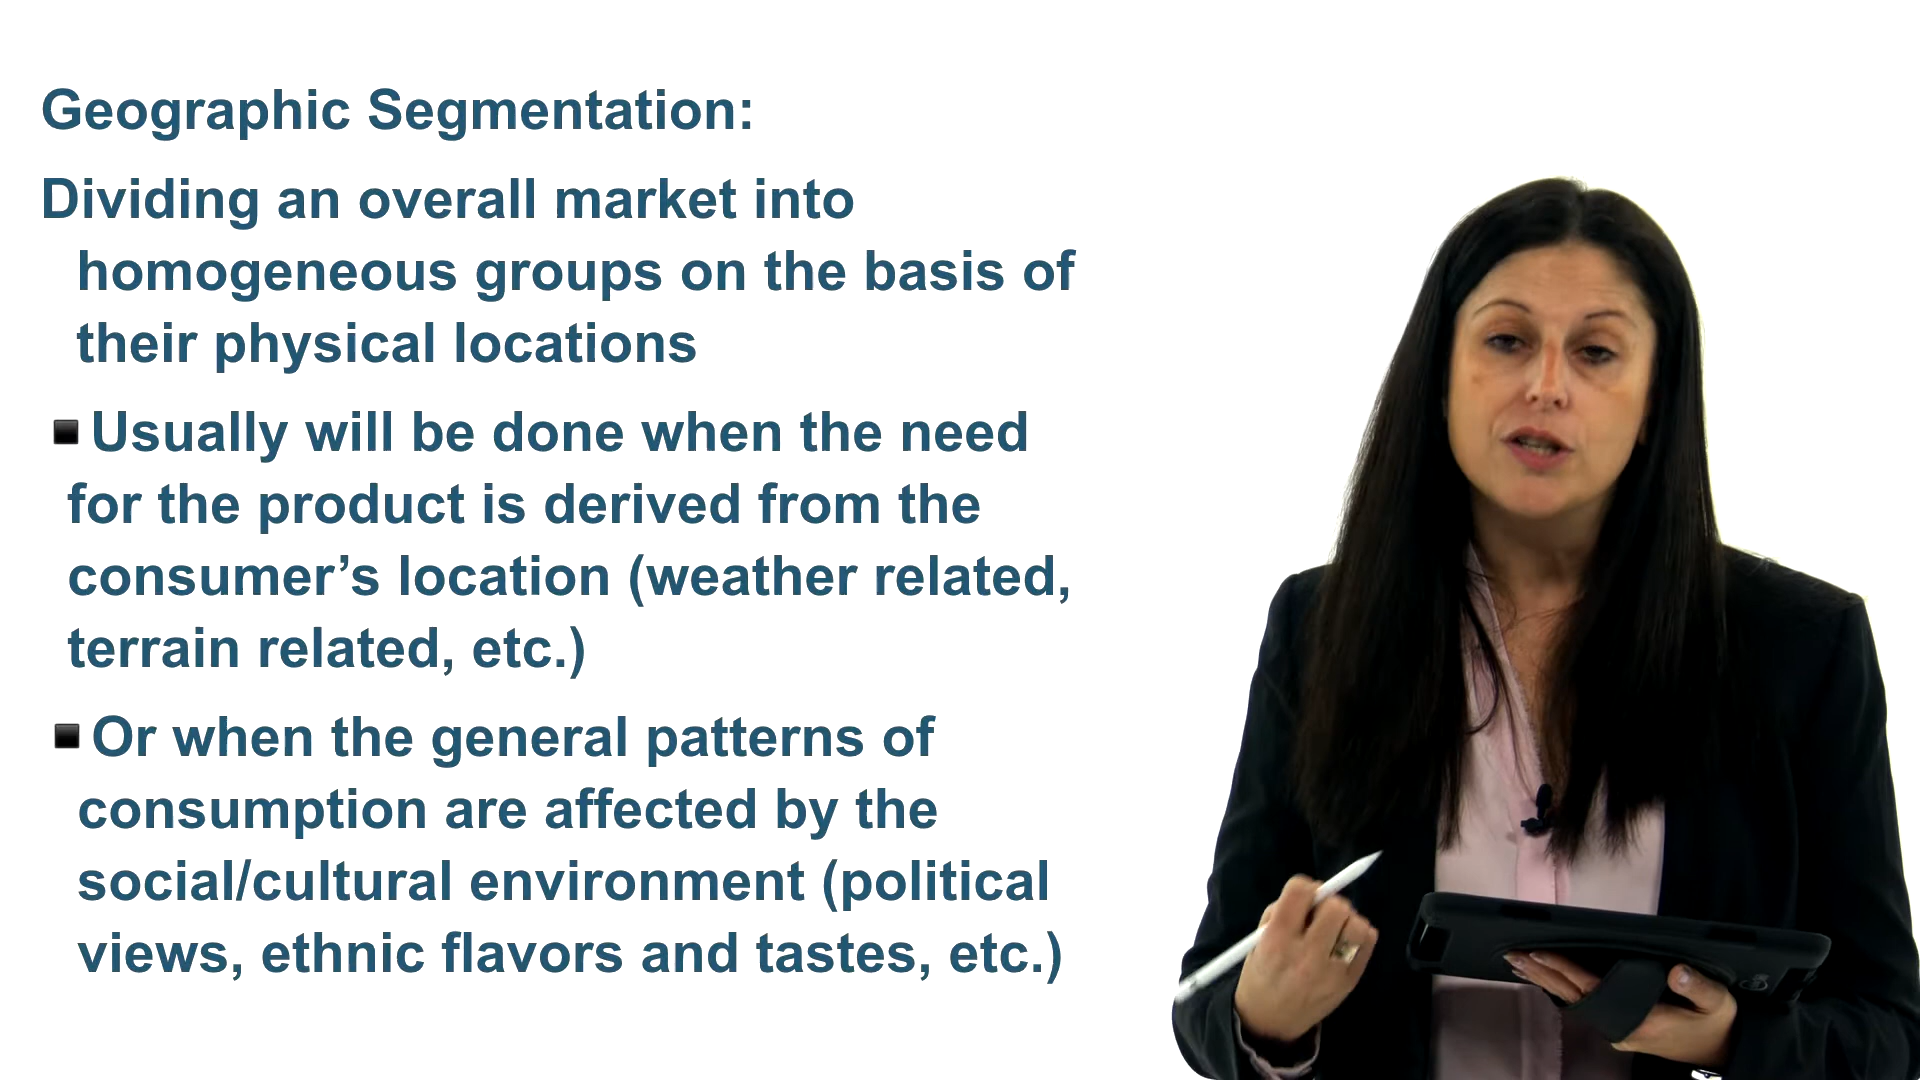 Geographic Segmentation:
Dividing an overall market into
homogeneous groups on the basis of
their physical locations
▪ Usually will be done when the need
for the product is derived from the
consumer’s location (weather related,
terrain related, etc.)
▪ Or when the general patterns of
consumption are affected by the
social/cultural environment (political
views, ethnic flavors and tastes, etc.)